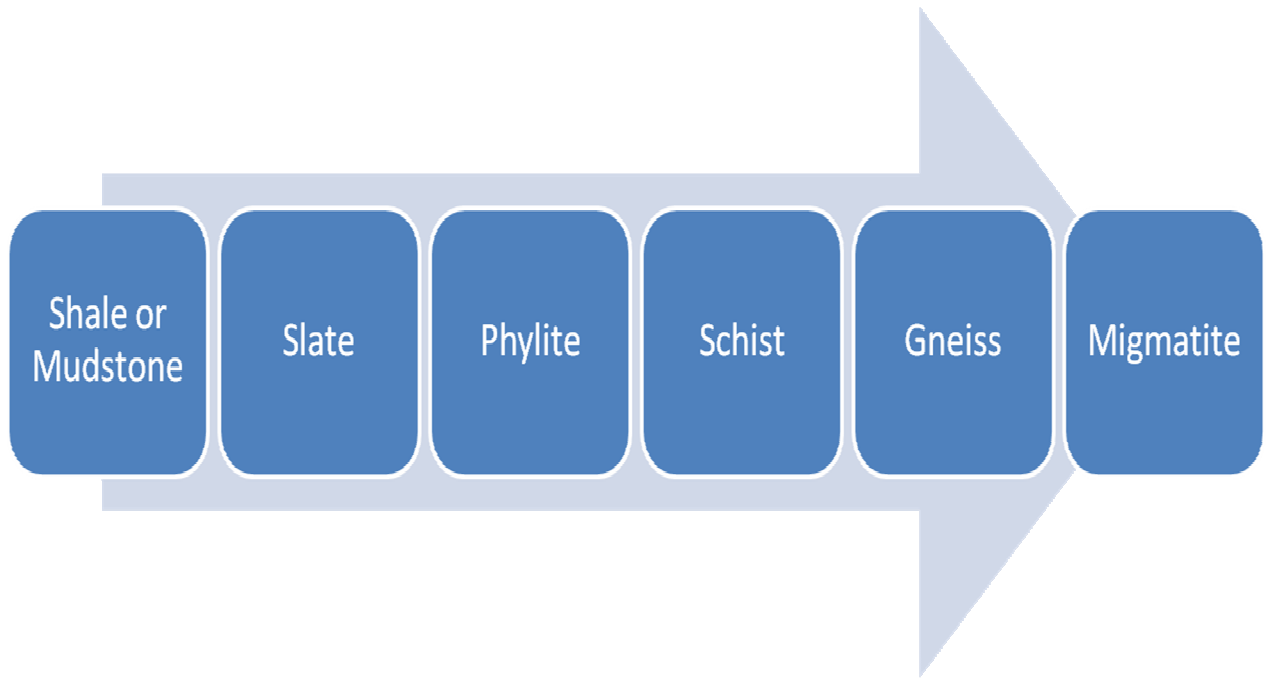 Shale or
Mudstone
Slate
Phylite
Schist
Gneiss
Migmatite